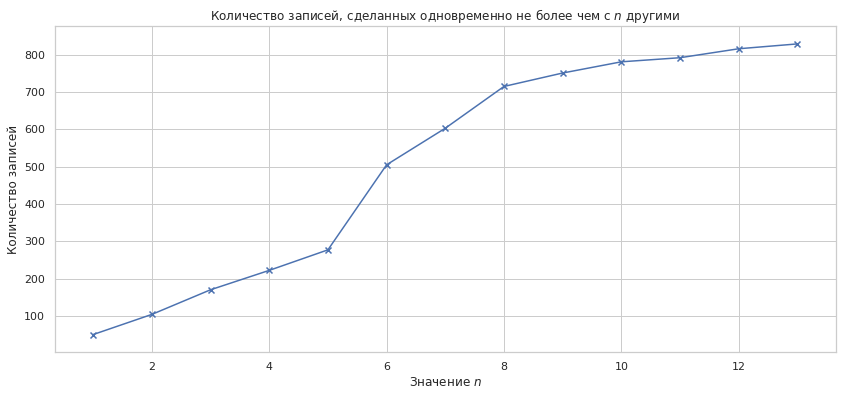 Количество записей, сделанных одновременно не более чем с n другими
Количество записей
800
700
600
500
400
300
200
100
2 4 6 8 10 12
Значение n